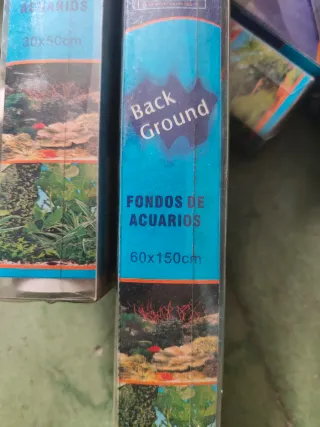 ACUARIOS
30x50cm
Back
Ground
FONDOS DE
ACUARIOS
60x150cm